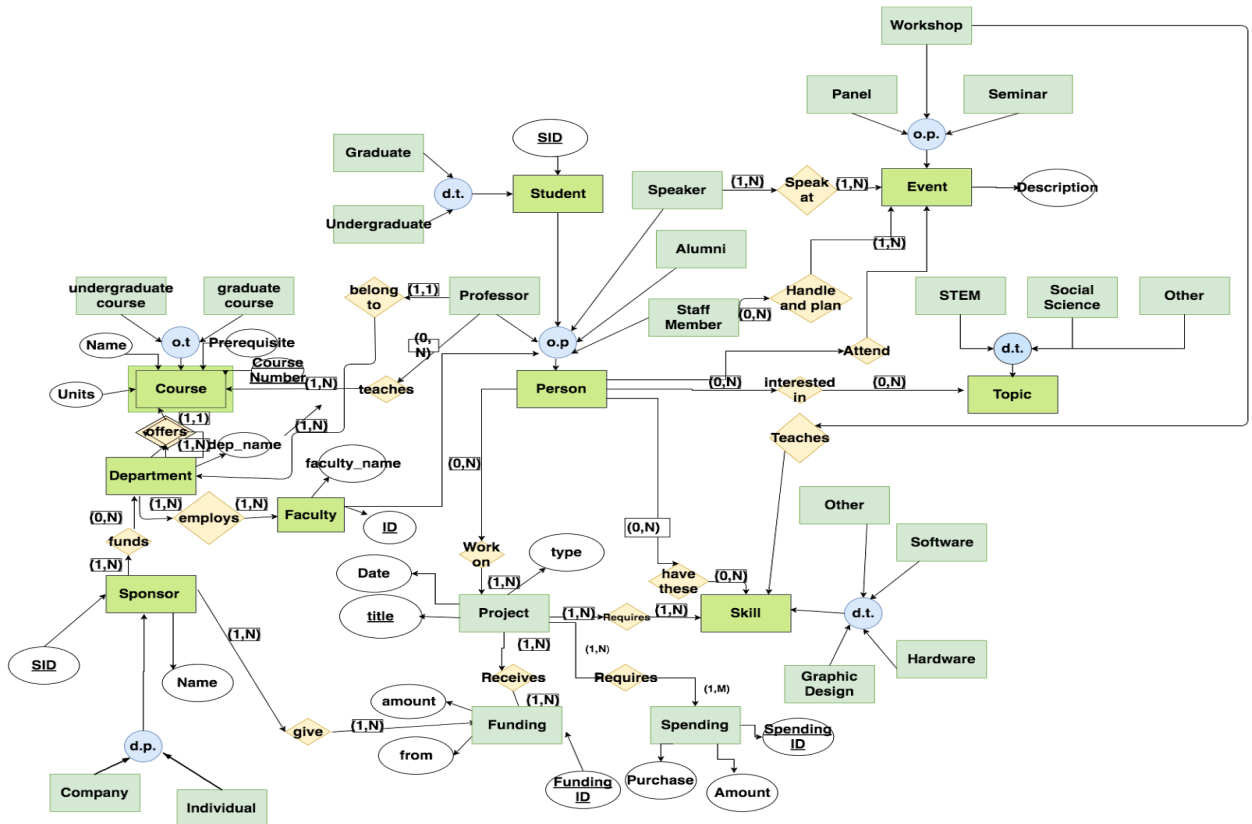 Workshop
Panel
Seminar
o.p.
SID
Graduate
d.t.
Student
Undergraduate
Speaker
(1,N)
Speak
at
(1,N)
Event
Description
Alumni
(1,N)
undergraduate
course
graduate
course
belong
to
(1,1)
Professor
Staff
Member
(0,N)
Handle
and plan
STEM
Social
Science
Other
Name
o.t
Prerequisite
(0,
N)
o.p
Attend
d.t.
Course
Number
Units
Course
(1,N)
teaches
Person
(0,N)
interested
in
(0,N)
Topic
(1,1)
offers
(1,N)
dep_name
(1,N)
Teaches
Department
faculty_name
(0,N)
(1,N)
employs
(1,N)
Faculty
ID
(0,N)
Other
(0,N)
funds
(1,N)
Work
on
type
Software
Date
(1,N)
have
these
(0,N)
Sponsor
title
Project
(1,N)
Requires
(1,N)
Skill
d.t.
(1,N)
(1,N)
(1,N)
Hardware
SID
Name
Receives
Requires
Graphic
Design
(1,N)
(1,M)
amount
give
(1,N)
Funding
Spending
Spending
ID
d.p.
from
Company
Individual
Funding
ID
Purchase
Amount